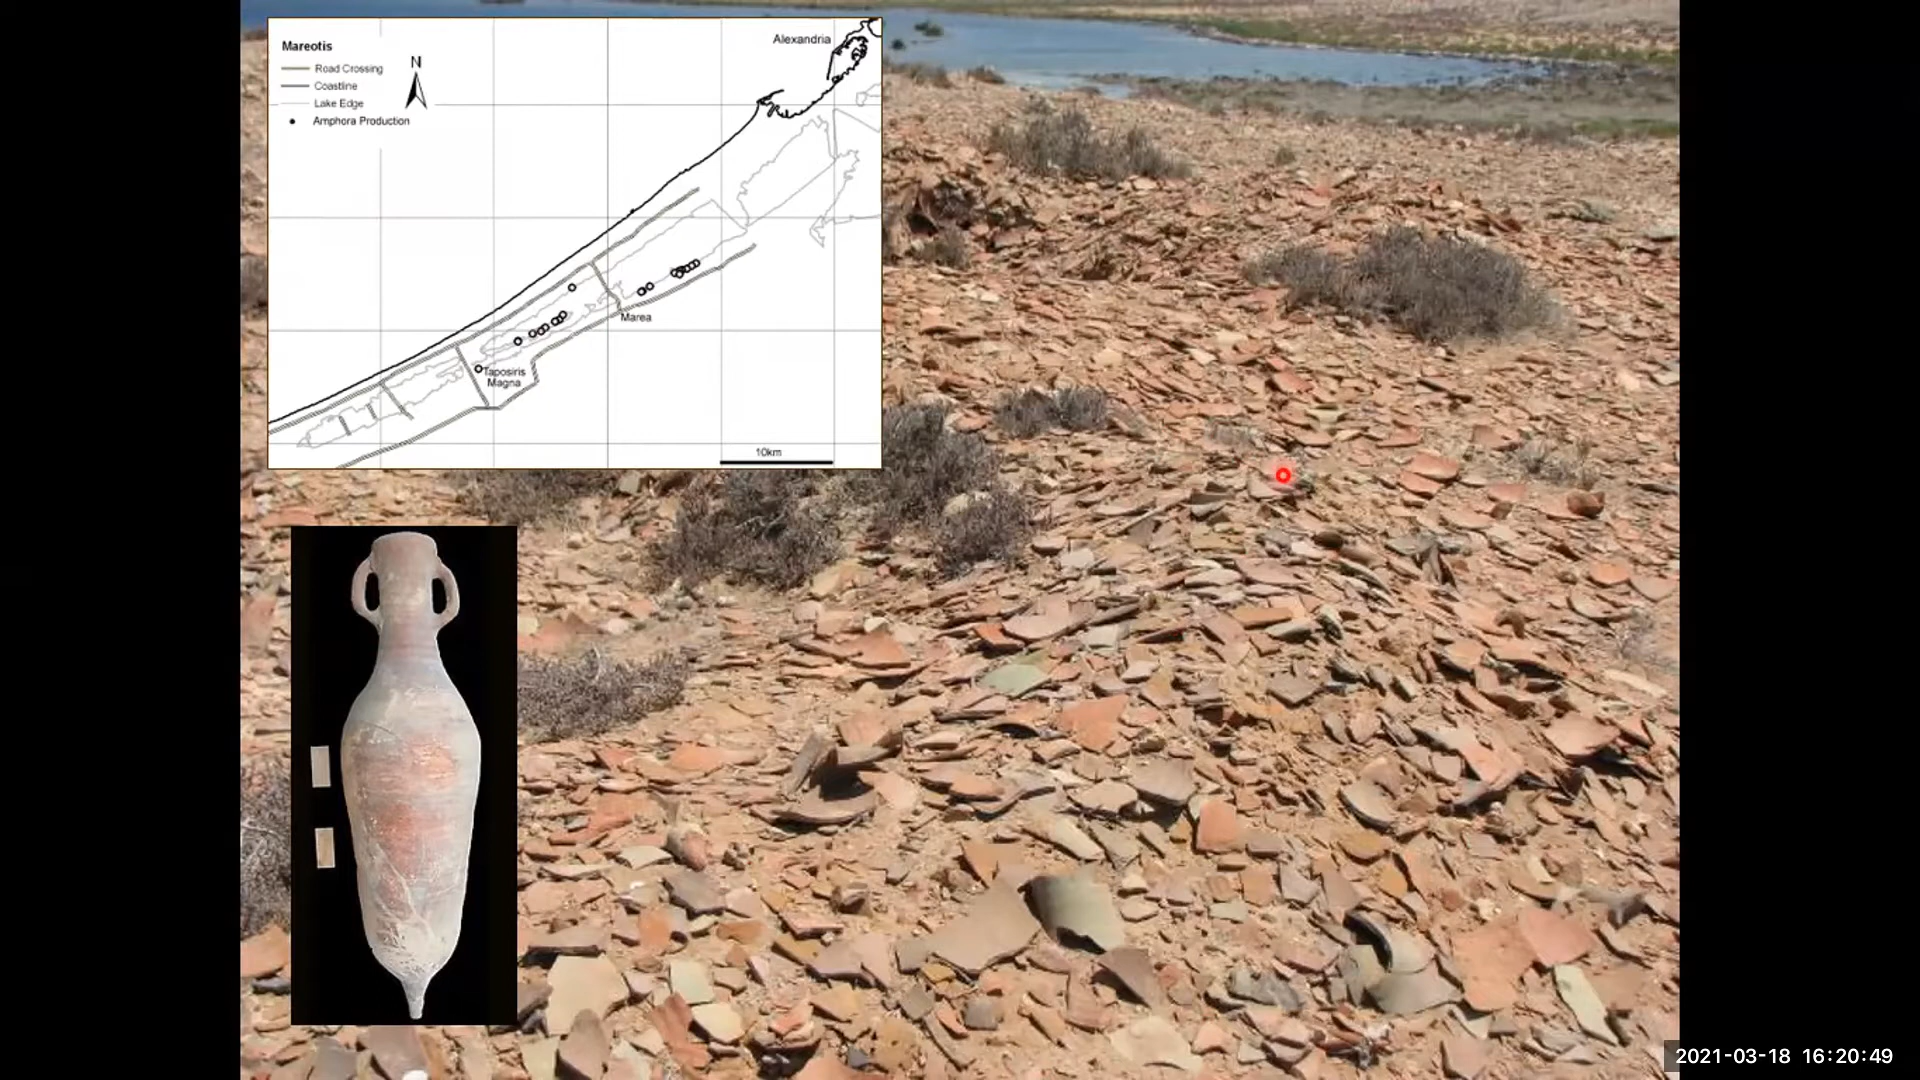 Mareotis
Road Crossing
Coastline
Lake Edge
Amphora Production
N
Alexandria
Marea
Taposiris
Magna
10km
2021-03-18 16:20:49